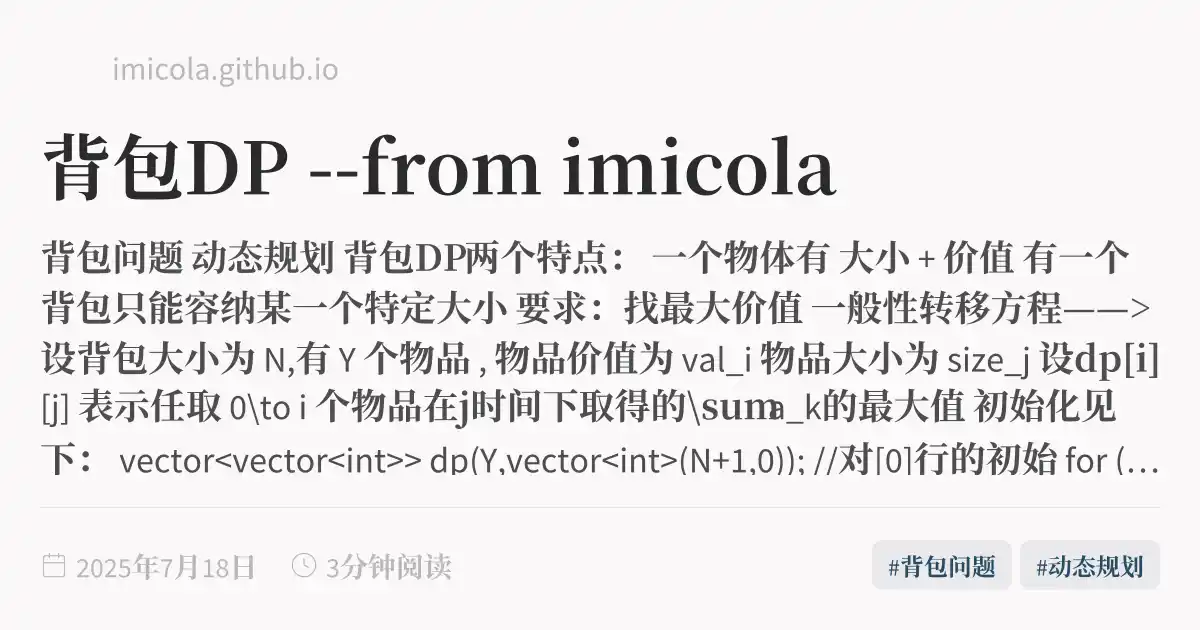 imicola.github.io
背包DP --from imicola
背包问题 动态规划 背包DP两个特点： 一个物体有 大小 + 价值 有一个
背包只能容纳某一个特定大小 要求：找最大价值 一般性转移方程——>
设背包大小为 N,有 Y 个物品 , 物品价值为 val_i 物品大小为 size_j 设dp[i]
[j] 表示任取 0\to i 个物品在j时间下取得的\suma_k的最大值 初始化见
下： vector<vector<int>> dp(Y,vector<int>(N+1,0)); //对[0]行的初始 for (…
2025年7月18日 3分钟阅读 #背包问题 #动态规划